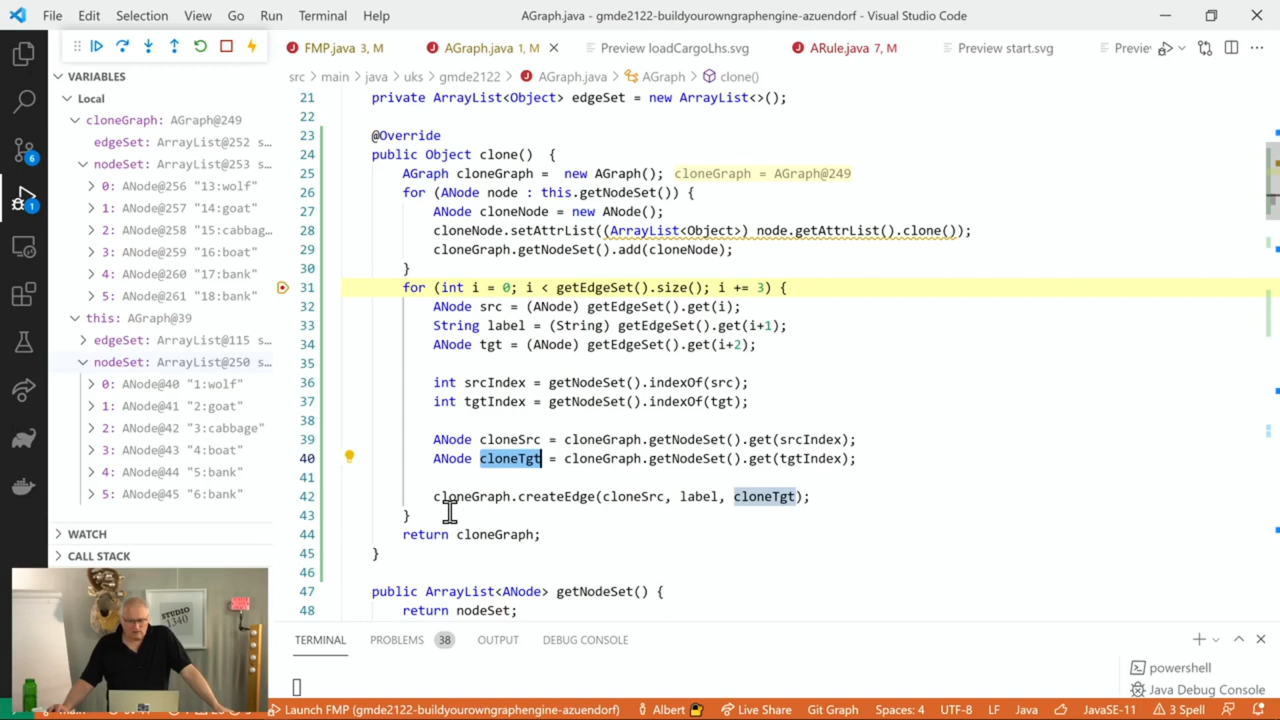 File Edit Selection View Go Run Terminal Help AGraph.java - gmde2122-buildyourowngraphengine-azuendorf - Visual Studio Code
FMP.java 3, M AGraph.java 1, M Preview loadCargoLhs.svg ARule.java 7, M Preview start.svg Previe
src > main > java > uks > gmde2122 > AGraph.java > AGraph > clone()
VARIABLES
Local
cloneGraph: AGraph@249
edgeSet: ArrayList@252 s…
nodeSet: ArrayList@253 s…
0: ANode@256 "13:wolf"
1: ANode@257 "14:goat"
2: ANode@258 "15:cabbag…
3: ANode@259 "16:boat"
4: ANode@260 "17:bank"
5: ANode@261 "18:bank"
this: AGraph@39
edgeSet: ArrayList@115 s…
nodeSet: ArrayList@250 s…
0: ANode@40 "1:wolf"
1: ANode@41 "2:goat"
2: ANode@42 "3:cabbage"
3: ANode@43 "4:boat"
4: ANode@44 "5:bank"
5: ANode@45 "6:bank"
WATCH
CALL STACK
6
1
21 private ArrayList<Object> edgeSet = new ArrayList<>();
22
23 @Override
24 public Object clone()  {
25 AGraph cloneGraph =  new AGraph(); cloneGraph = AGraph@249
26 for (ANode node : this.getNodeSet()) {
27 ANode cloneNode = new ANode();
28 cloneNode.setAttrList((ArrayList<Object>) node.getAttrList().clone());
29 cloneGraph.getNodeSet().add(cloneNode);
30 }
31 for (int i = 0; i < getEdgeSet().size(); i += 3) {
32 ANode src = (ANode) getEdgeSet().get(i);
33 String label = (String) getEdgeSet().get(i+1);
34 ANode tgt = (ANode) getEdgeSet().get(i+2);
35
36 int srcIndex = getNodeSet().indexOf(src);
37 int tgtIndex = getNodeSet().indexOf(tgt);
38
39 ANode cloneSrc = cloneGraph.getNodeSet().get(srcIndex);
40 ANode cloneTgt = cloneGraph.getNodeSet().get(tgtIndex);
41
42 cloneGraph.createEdge(cloneSrc, label, cloneTgt);
43 }
44 return cloneGraph;
45 }
46
47 public ArrayList<ANode> getNodeSet() {
48 return nodeSet;
TERMINAL PROBLEMS 38 OUTPUT DEBUG CONSOLE
powershell
Java Debug Console
STUDIO
1340
Launch FMP (gmde2122-buildyourowngraphengine-azuendorf) Albert Live Share Git Graph Spaces: 4 UTF-8 LF Java JavaSE-11 3 Spell